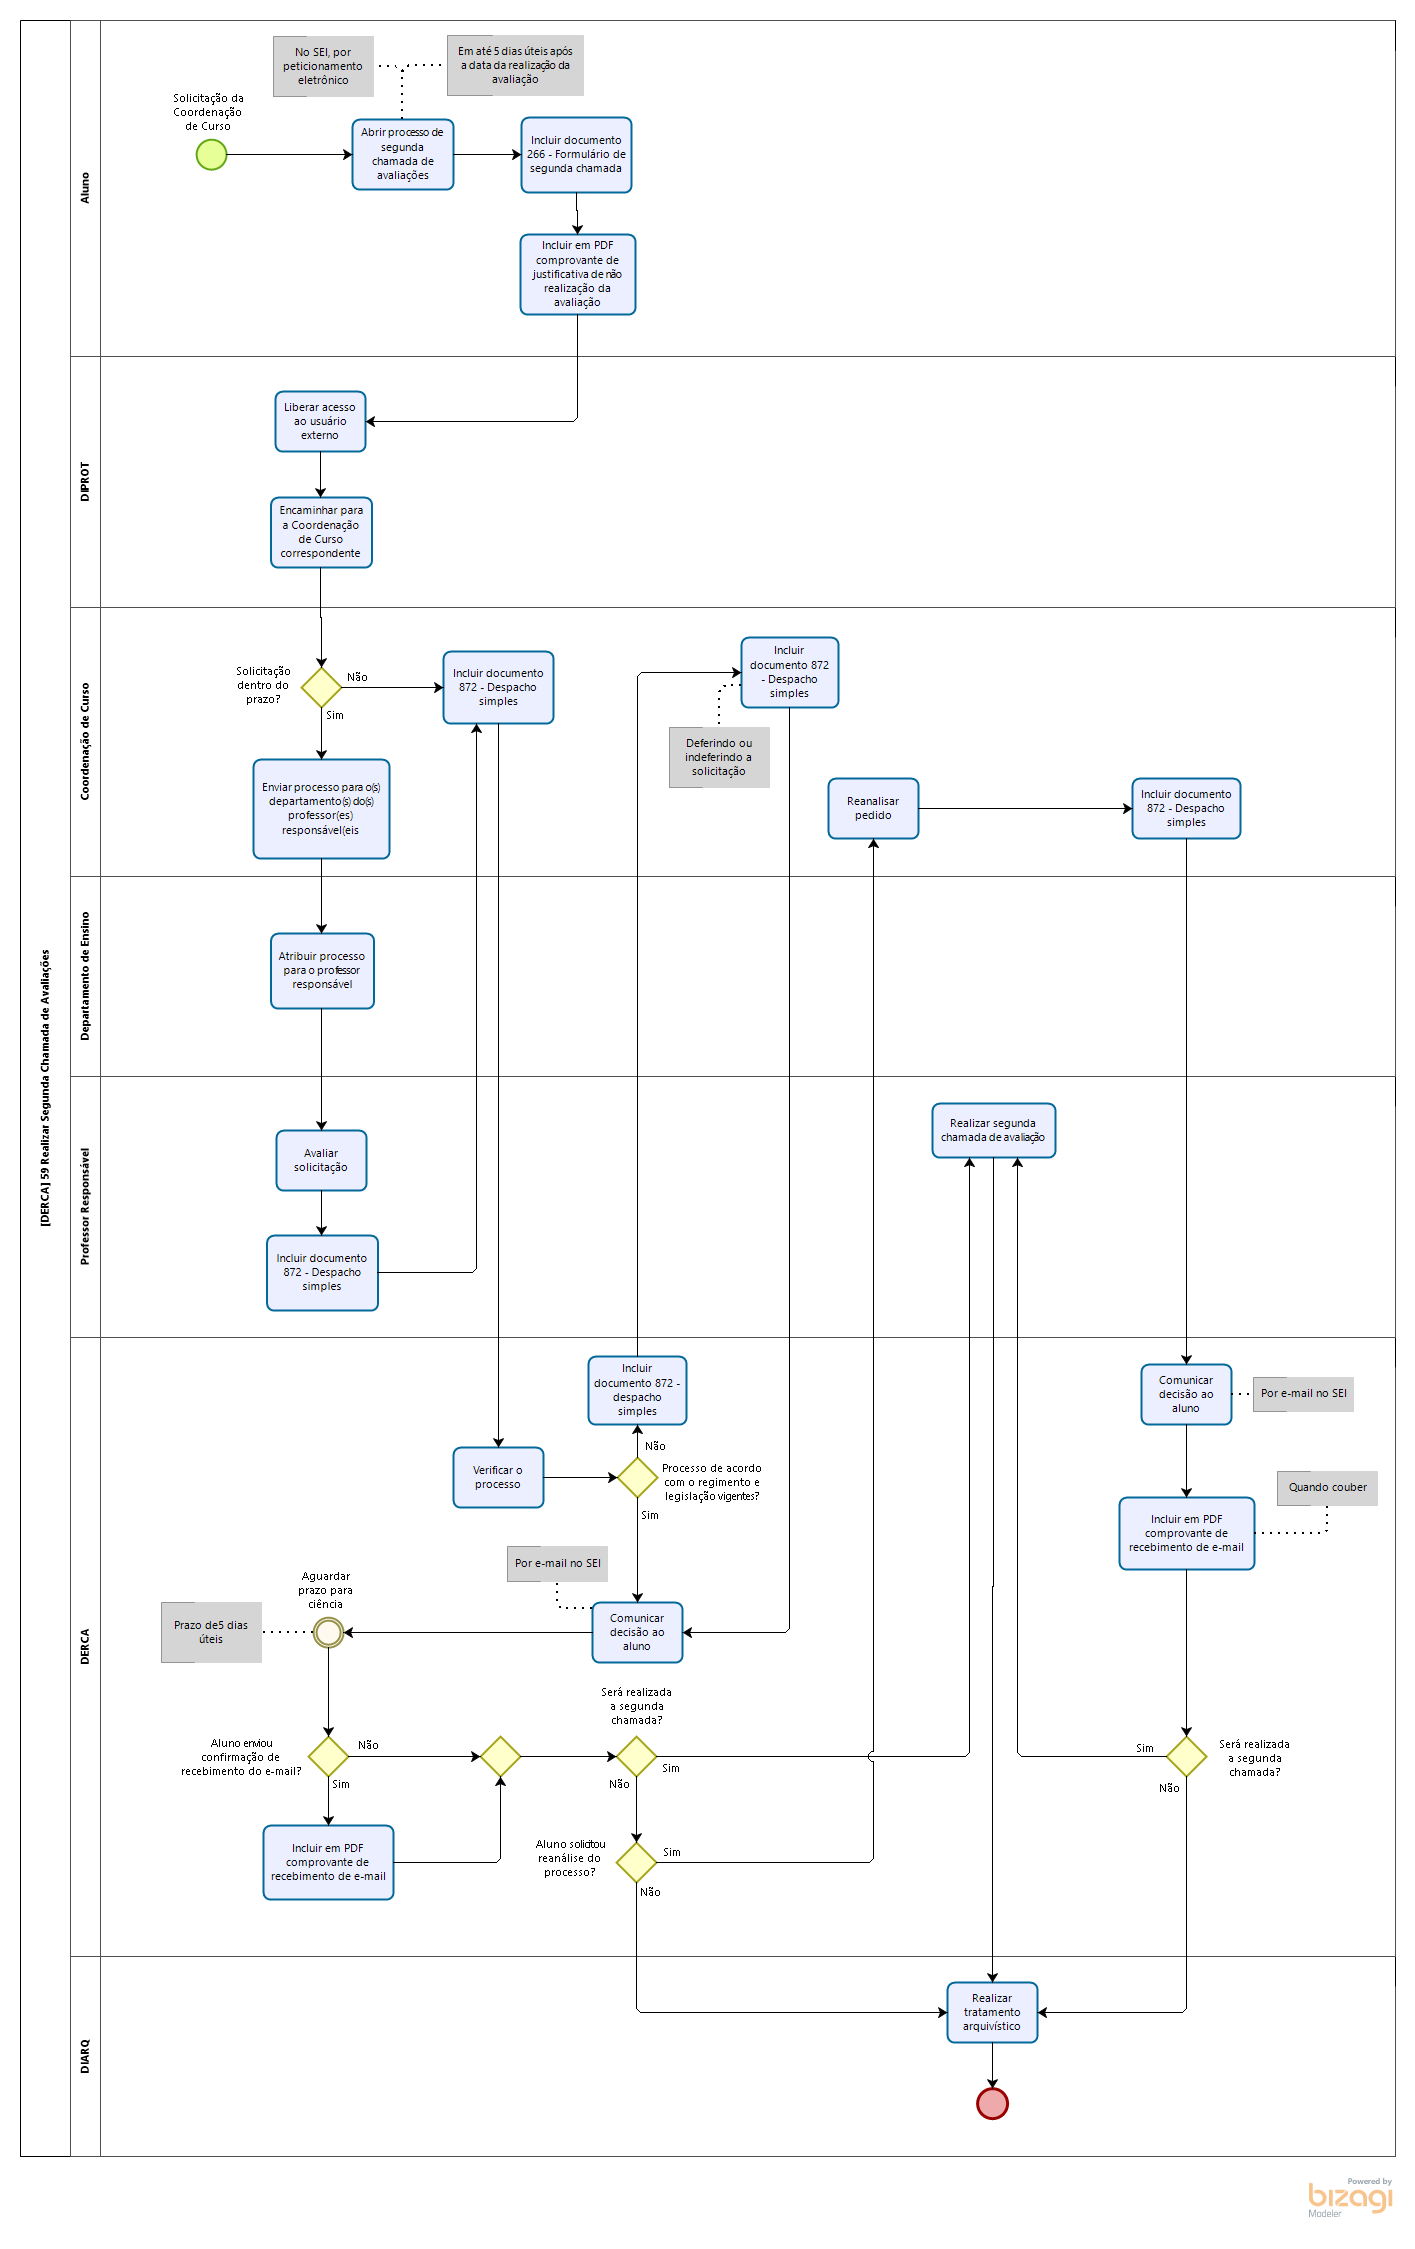 [DERCA] 59 Realizar Segunda Chamada de Avaliações
Aluno
No SEI, por
peticionamento
eletrônico
Em até 5 dias úteis após
a data da realização da
avaliação
Solicitação da
Coordenação
de Curso
Abrir processo de
segunda
chamada de
avaliações
Incluir documento
266 - Formulário de
segunda chamada
Incluir em PDF
comprovante de
justificativa de não
realização da
avaliação
DIPROT
Liberar acesso
ao usuário
externo
Encaminhar para
a Coordenação
de Curso
correspondente
Coordenação de Curso
Solicitação
dentro do
prazo?
Não
Sim
Incluir documento
872 - Despacho
simples
Enviar processo para o(s)
departamento(s) do(s)
professor(es)
responsável(eis
Incluir
documento 872
- Despacho
simples
Deferindo ou
indeferindo a
solicitação
Reanalisar
pedido
Incluir documento
872 - Despacho
simples
Departamento de Ensino
Atribuir processo
para o professor
responsável
Professor Responsável
Realizar segunda
chamada de avaliação
Avaliar
solicitação
Incluir documento
872 - Despacho
simples
DERCA
Incluir
documento 872 -
despacho
simples
Não
Verificar o
processo
Processo de acordo
com o regimento e
legislação vigentes?
Sim
Por e-mail no SEI
Comunicar
decisão ao
aluno
Aguardar
prazo para
ciência
Prazo de5 dias
úteis
Aluno enviou
confirmação de
recebimento do e-mail?
Não
Sim
Incluir em PDF
comprovante de
recebimento de e-mail
Será realizada
a segunda
chamada?
Sim
Não
Aluno solicitou
reanálise do
processo?
Sim
Não
Comunicar
decisão ao
aluno
Por e-mail no SEI
Quando couber
Incluir em PDF
comprovante de
recebimento de e-mail
Sim
Será realizada
a segunda
chamada?
Não
DIARQ
Realizar
tratamento
arquivístico
Powered by
bizagi
Modeler